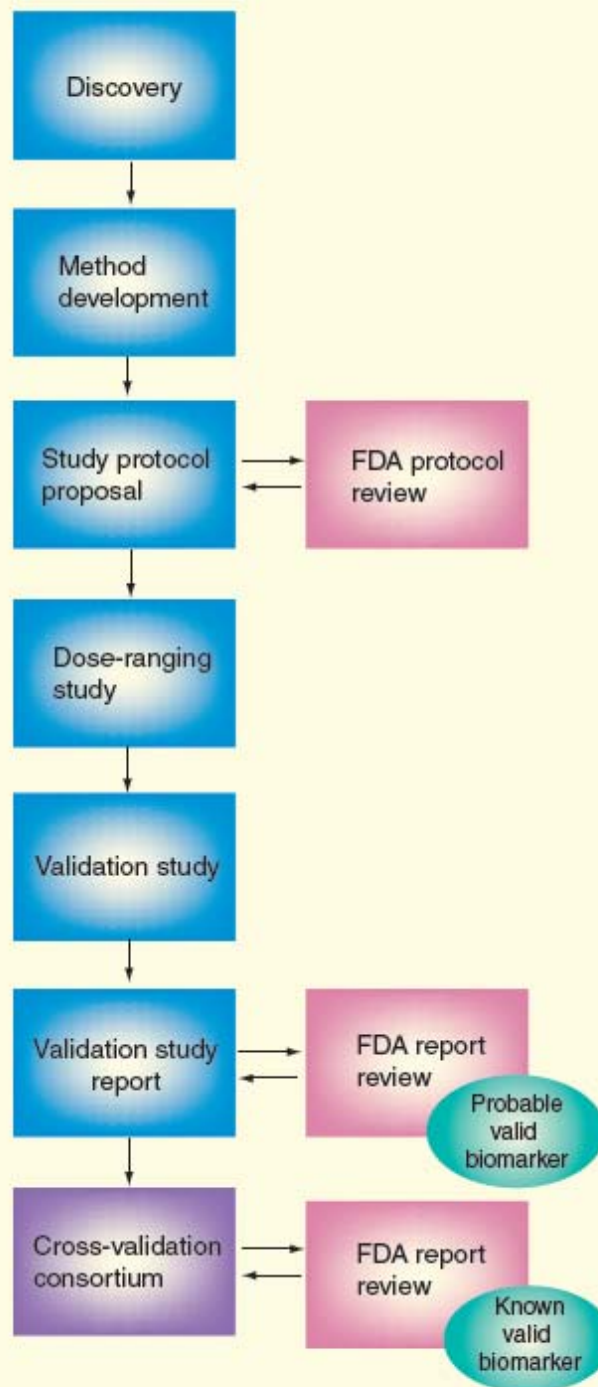 Discovery
Method
development
Study protocol
proposal
FDA protocol
review
Dose-ranging
study
Validation study
Validation study
report
FDA report
review
Probable
valid
biomarker
Cross-validation
consortium
FDA report
review
Known
valid
biomarker